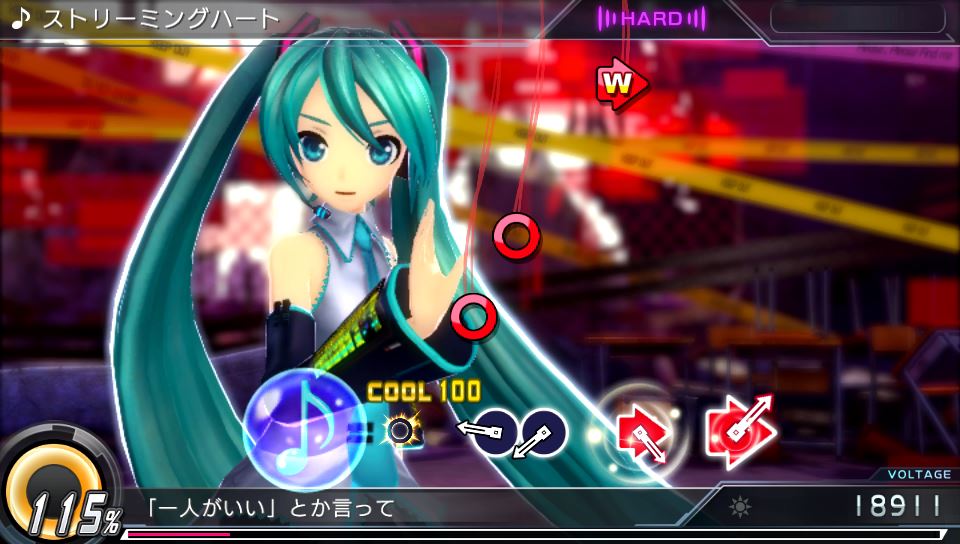 ♪ ストリーミングハート
HARD
W
COOL 100
VOLTAGE
18911
115%
「一人がいい」とか言って